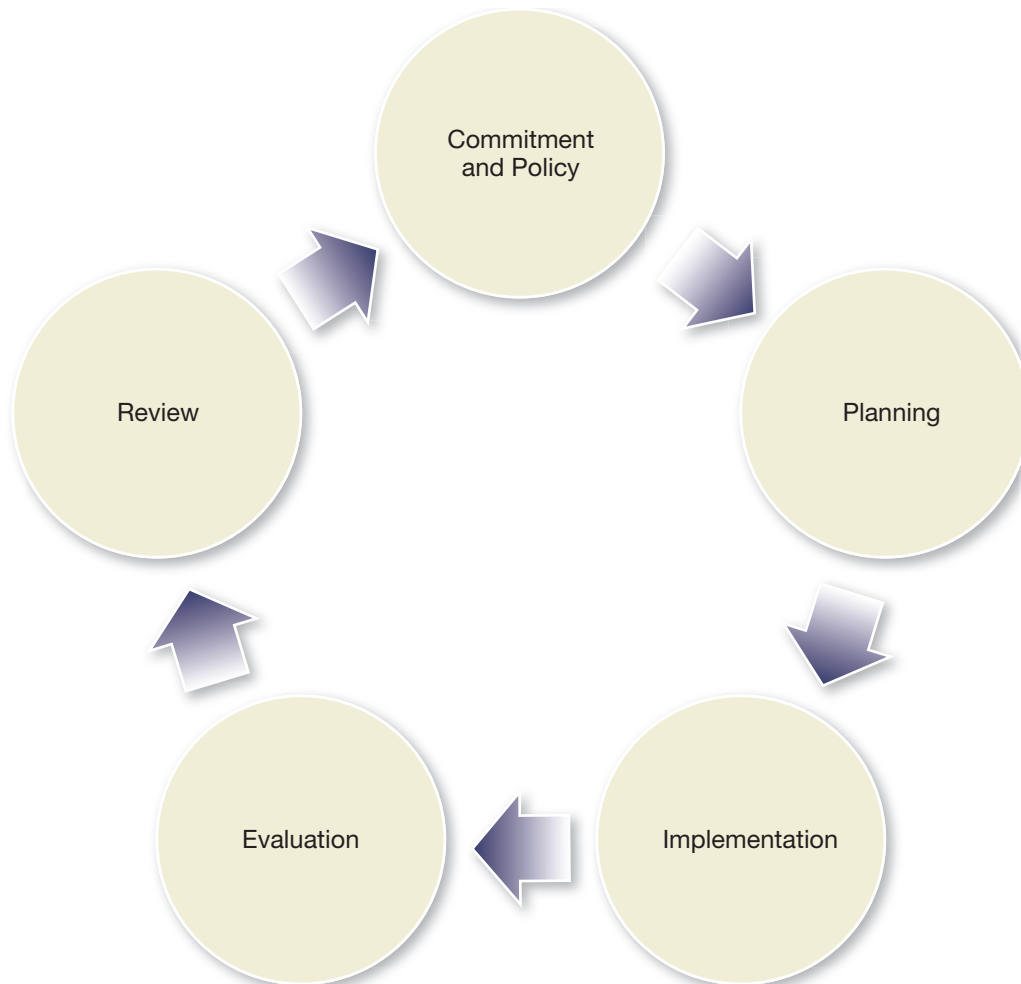 Commitment
and Policy
Planning
Implementation
Evaluation
Review